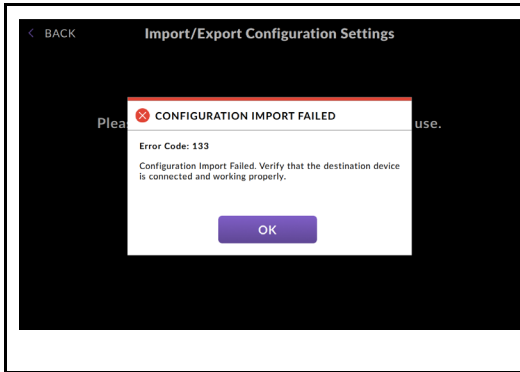 < BACK
Import/Export Configuration Settings
Plea
use.
CONFIGURATION IMPORT FAILED
Error Code: 133
Configuration Import Failed. Verify that the destination device
is connected and working properly.
OK